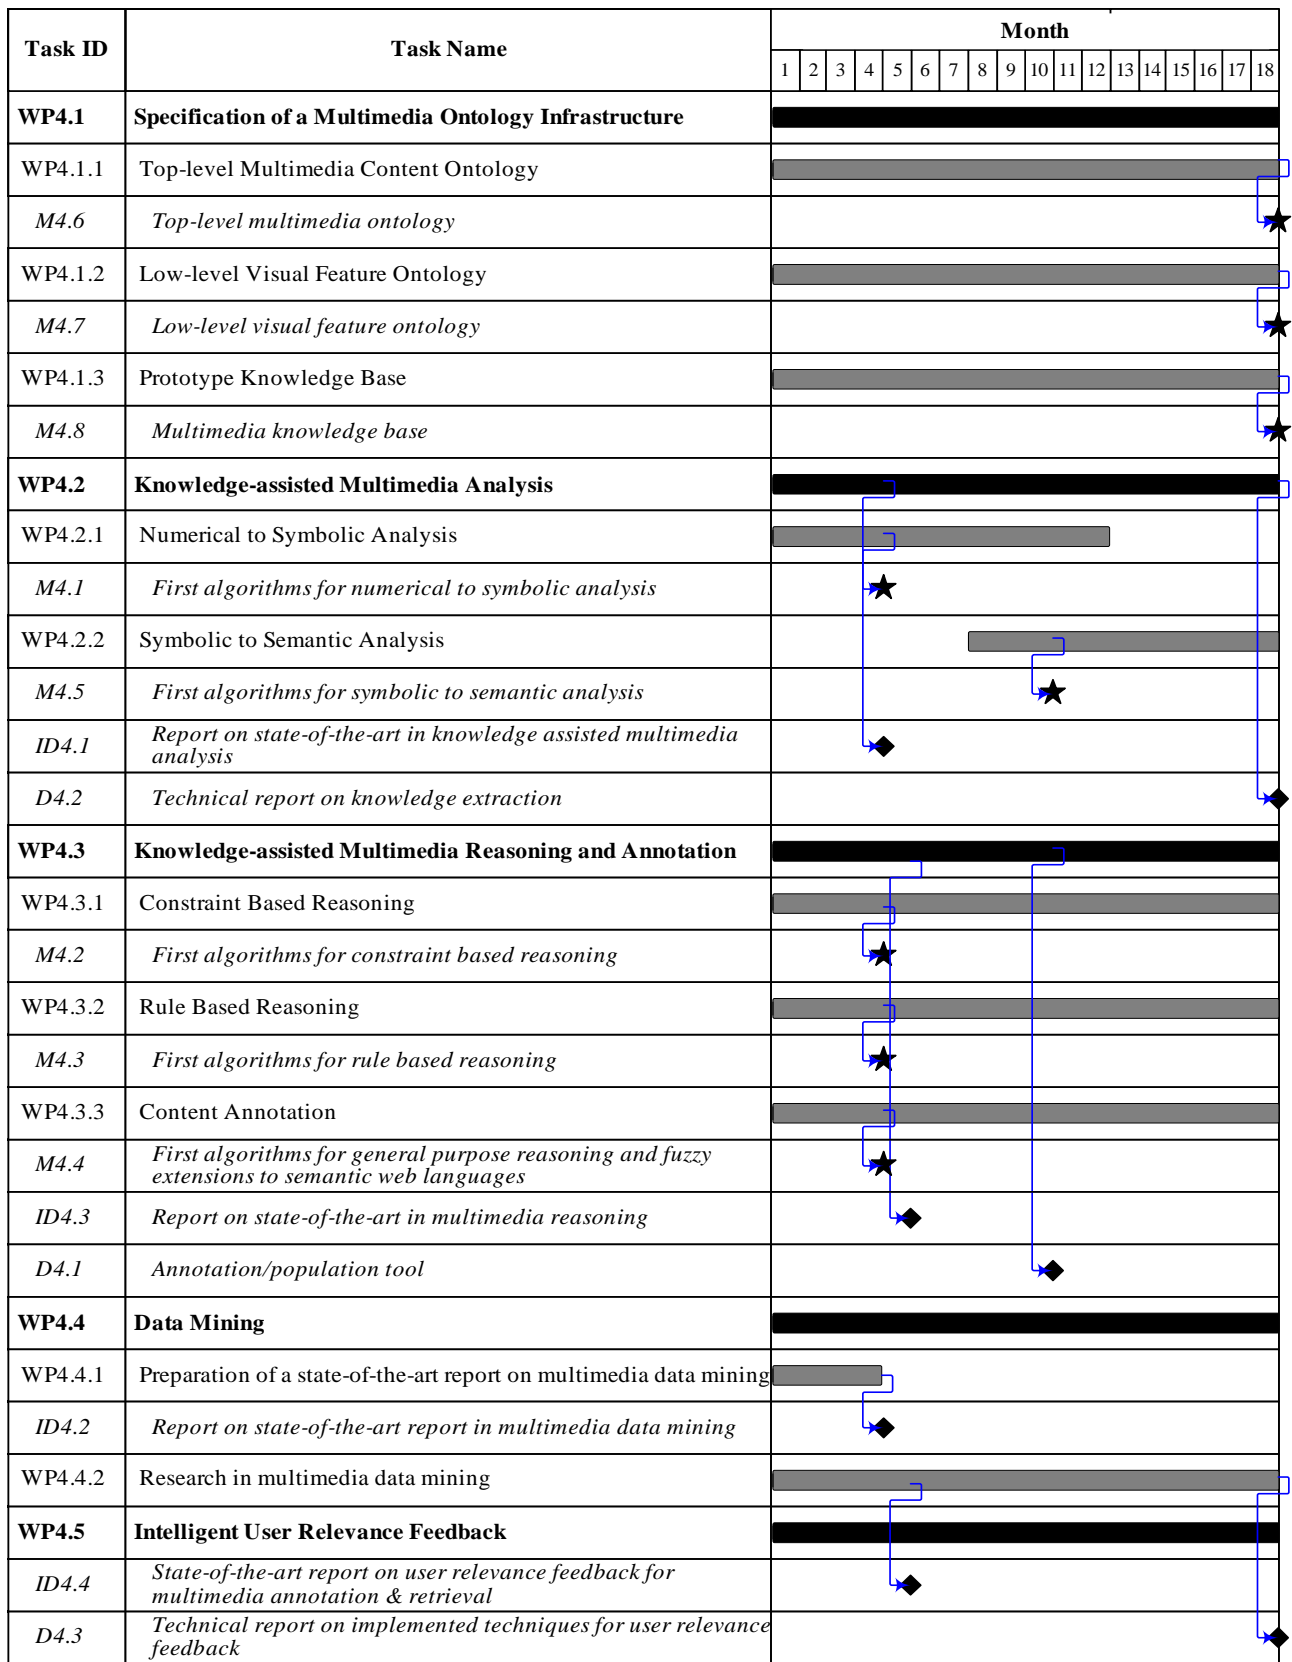 Task ID Task Name Month
1 2 3 4 5 6 7 8 9 10 11 12 13 14 15 16 17 18
WP4.1 Specification of a Multimedia Ontology Infrastructure
WP4.1.1 Top-level Multimedia Content Ontology
M4.6 Top-level multimedia ontology
WP4.1.2 Low-level Visual Feature Ontology
M4.7 Low-level visual feature ontology
WP4.1.3 Prototype Knowledge Base
M4.8 Multimedia knowledge base
WP4.2 Knowledge-assisted Multimedia Analysis
WP4.2.1 Numerical to Symbolic Analysis
M4.1 First algorithms for numerical to symbolic analysis
WP4.2.2 Symbolic to Semantic Analysis
M4.5 First algorithms for symbolic to semantic analysis
ID4.1 Report on state-of-the-art in knowledge assisted multimedia
analysis
D4.2 Technical report on knowledge extraction
WP4.3 Knowledge-assisted Multimedia Reasoning and Annotation
WP4.3.1 Constraint Based Reasoning
M4.2 First algorithms for constraint based reasoning
WP4.3.2 Rule Based Reasoning
M4.3 First algorithms for rule based reasoning
WP4.3.3 Content Annotation
M4.4 First algorithms for general purpose reasoning and fuzzy
extensions to semantic web languages
ID4.3 Report on state-of-the-art in multimedia reasoning
D4.1 Annotation/population tool
WP4.4 Data Mining
WP4.4.1 Preparation of a state-of-the-art report on multimedia data mining
ID4.2 Report on state-of-the-art report in multimedia data mining
WP4.4.2 Research in multimedia data mining
WP4.5 Intelligent User Relevance Feedback
ID4.4 State-of-the-art report on user relevance feedback for
multimedia annotation & retrieval
D4.3 Technical report on implemented techniques for user relevance
feedback